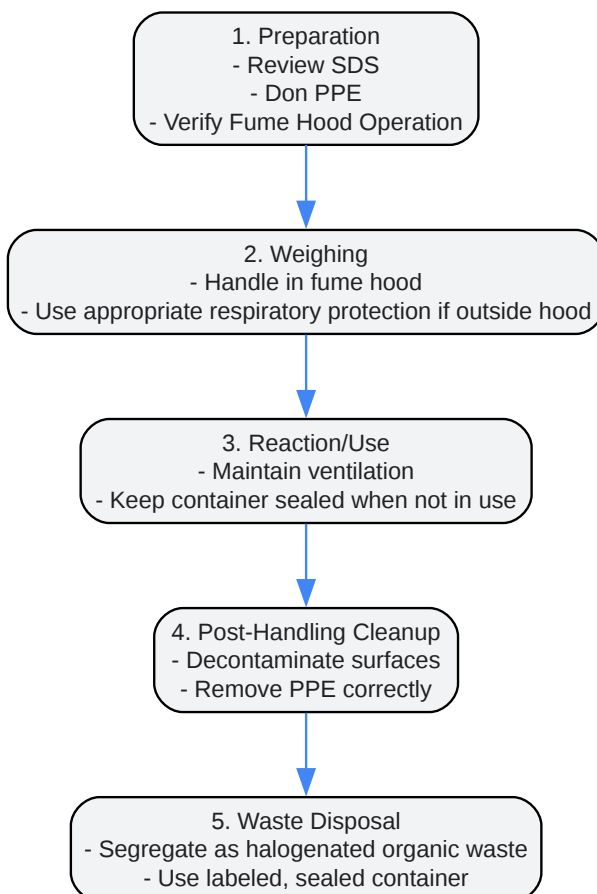 1. Preparation
- Review SDS
- Don PPE
- Verify Fume Hood Operation
2. Weighing
- Handle in fume hood
- Use appropriate respiratory protection if outside hood
3. Reaction/Use
- Maintain ventilation
- Keep container sealed when not in use
4. Post-Handling Cleanup
- Decontaminate surfaces
- Remove PPE correctly
5. Waste Disposal
- Segregate as halogenated organic waste
- Use labeled, sealed container